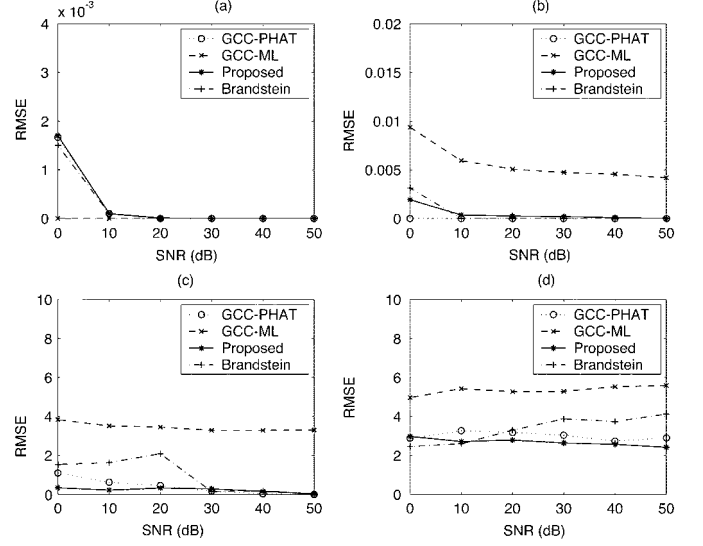 (a)
× 10⁻³
4
3
2
1
0
RMSE
0 10 20 30 40 50
SNR (dB)
GCC-PHAT
GCC-ML
Proposed
Brandstein
(b)
0.02
0.015
0.01
0.005
0
RMSE
0 10 20 30 40 50
SNR (dB)
GCC-PHAT
GCC-ML
Proposed
Brandstein
(c)
10
8
6
4
2
0
RMSE
0 10 20 30 40 50
SNR (dB)
GCC-PHAT
GCC-ML
Proposed
Brandstein
(d)
10
8
6
4
2
0
RMSE
0 10 20 30 40 50
SNR (dB)
GCC-PHAT
GCC-ML
Proposed
Brandstein